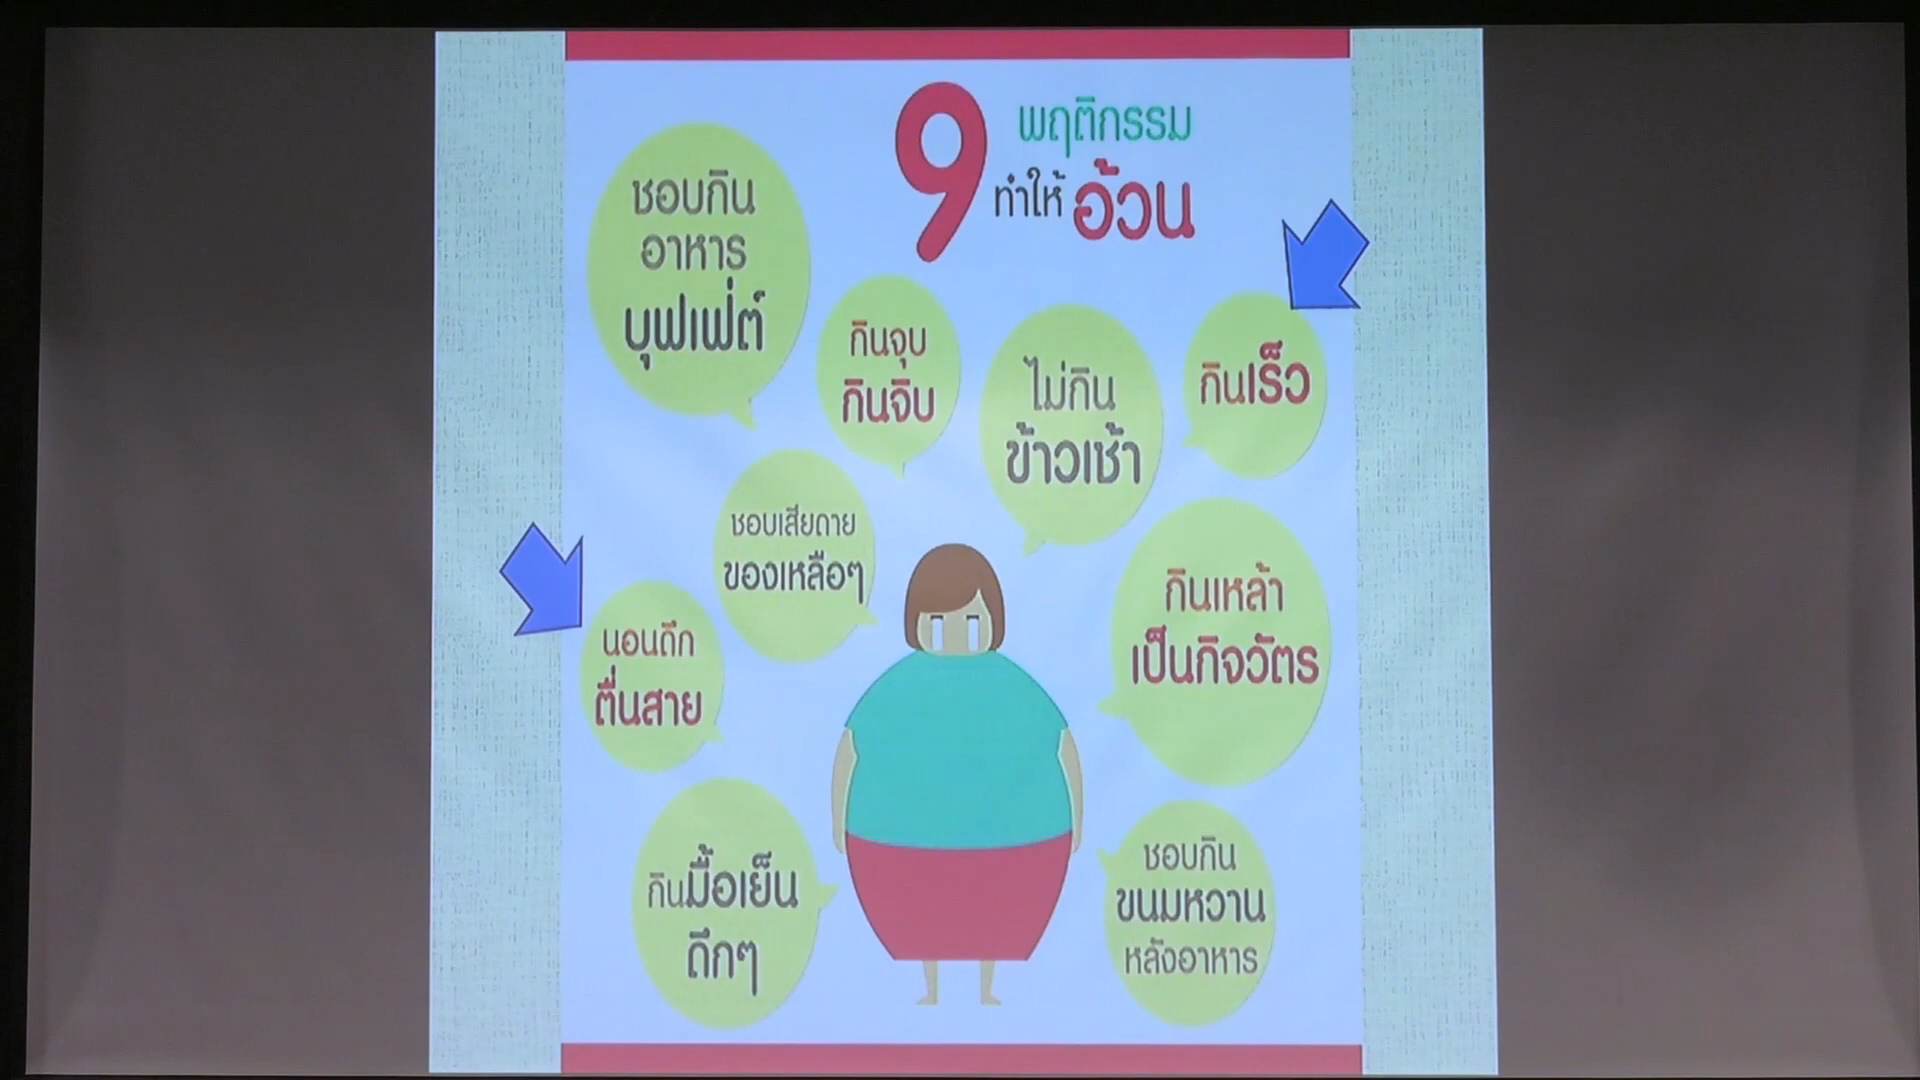 9 พฤติกรรม
ทำให้ อ้วน
ชอบกิน
อาหาร
บุฟเฟ่ต์
กินจุบ
กินจิบ
ไม่กิน
ข้าวเช้า
กินเร็ว
ชอบเสียดาย
ของเหลือๆ
นอนดึก
ตื่นสาย
กินเหล้า
เป็นกิจวัตร
กินมื้อเย็น
ดึกๆ
ชอบกิน
ขนมหวาน
หลังอาหาร